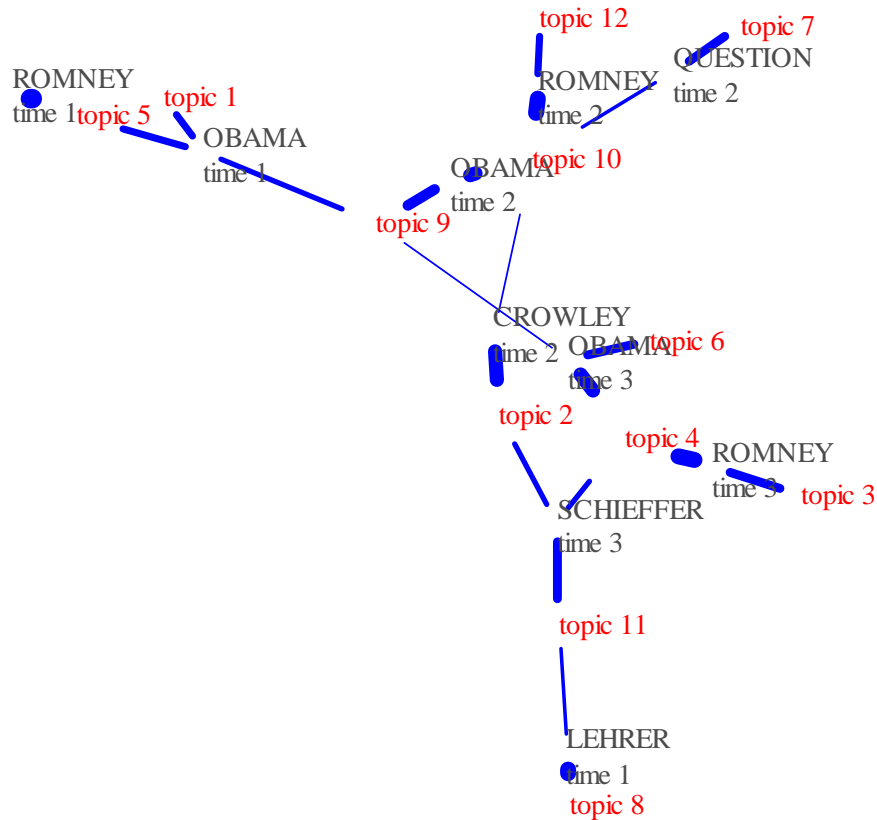 topic 12
topic 7
QUESTION
time 2
ROMNEY
time 1
topic 5
topic 1
ROMNEY
time 2
OBAMA
time 1
topic 10
OBAMA
time 2
topic 9
CROWLEY
time 2
OBAMA
time 3
topic 6
topic 2
topic 4
ROMNEY
time 3
topic 3
SCHIEFFER
time 3
topic 11
LEHRER
time 1
topic 8